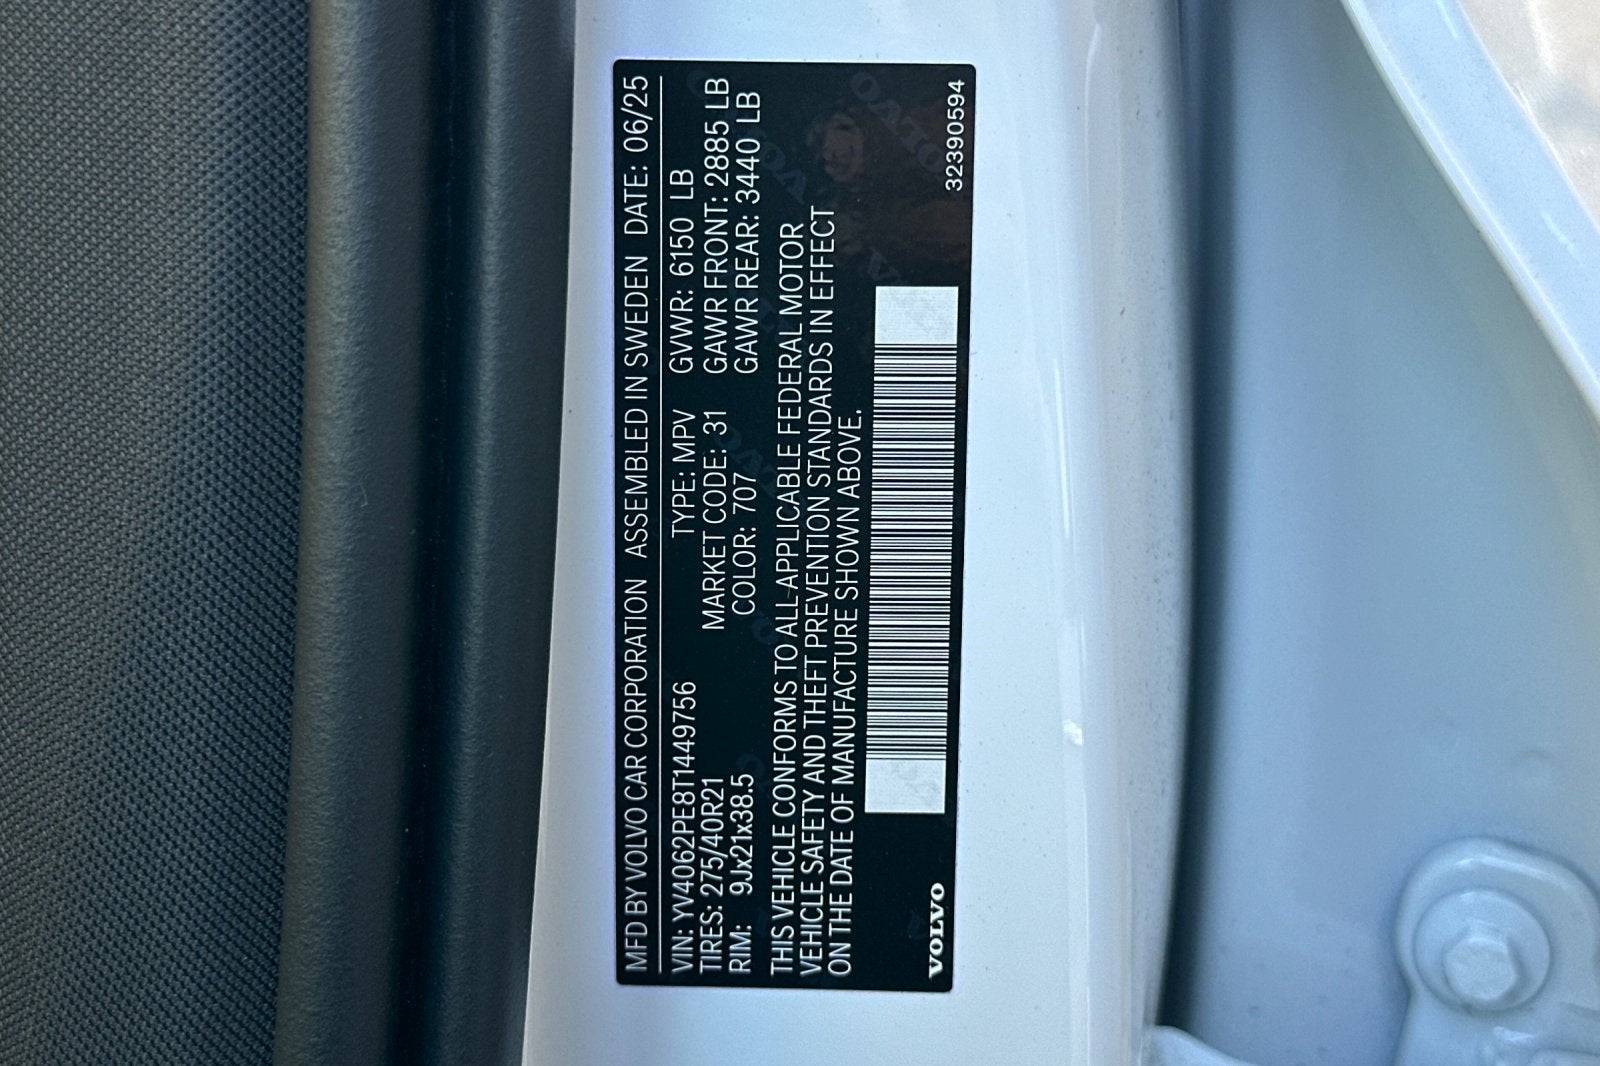 MFD BY VOLVO CAR CORPORATION ASSEMBLED IN SWEDEN DATE: 06/25
VIN: YV4062PE8T1449756 TYPE: MPV GVWR: 6150 LB
TIRES: 275/40R21 MARKET CODE: 31 GAWR FRONT: 2885 LB
RIM: 9Jx21x38.5 COLOR: 707 GAWR REAR: 3440 LB
THIS VEHICLE CONFORMS TO ALL APPLICABLE FEDERAL MOTOR
VEHICLE SAFETY AND THEFT PREVENTION STANDARDS IN EFFECT
ON THE DATE OF MANUFACTURE SHOWN ABOVE.
VOLVO 32390594